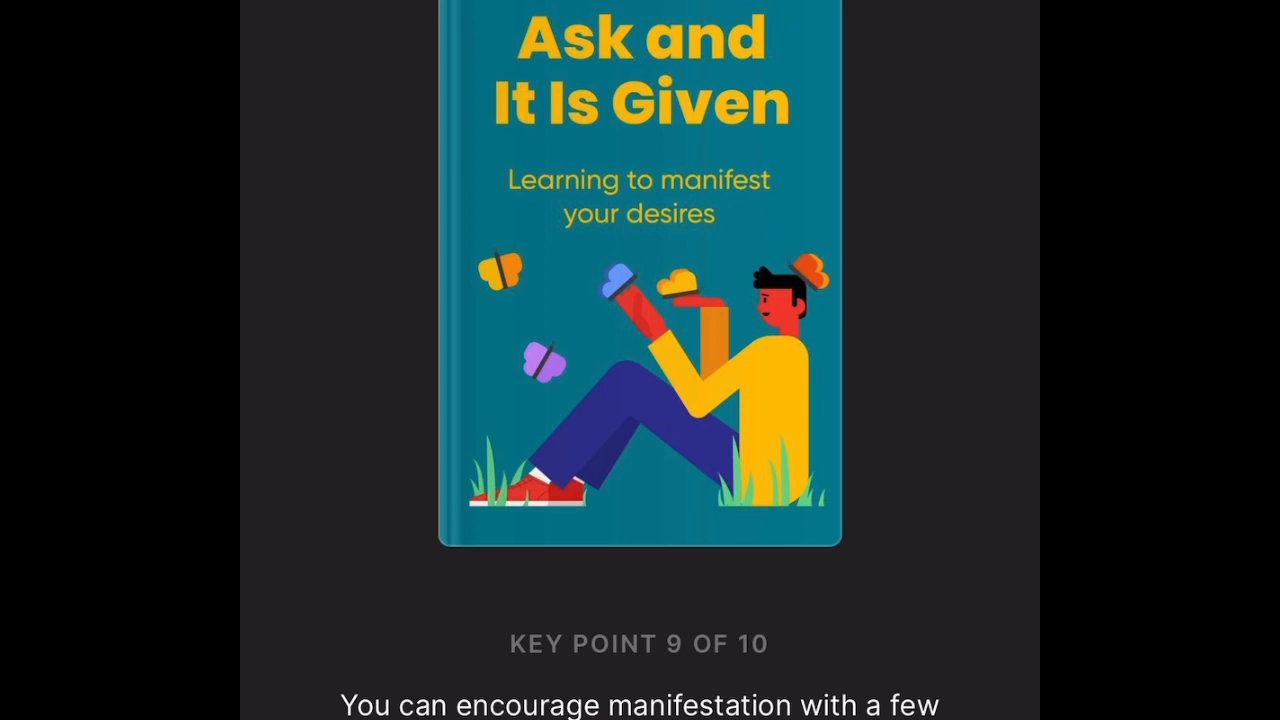 Ask and
It Is Given
Learning to manifest
your desires
KEY POINT 9 OF 10
You can encourage manifestation with a few